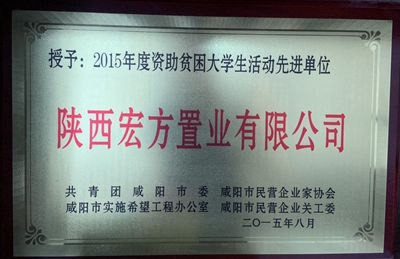 授予：2015年度资助贫困大学生活动先进单位
陕西宏方置业有限公司
共青团咸阳市委 咸阳市民营企业家协会
咸阳市实施希望工程办公室 咸阳市民营企业关工委
二〇一五年八月